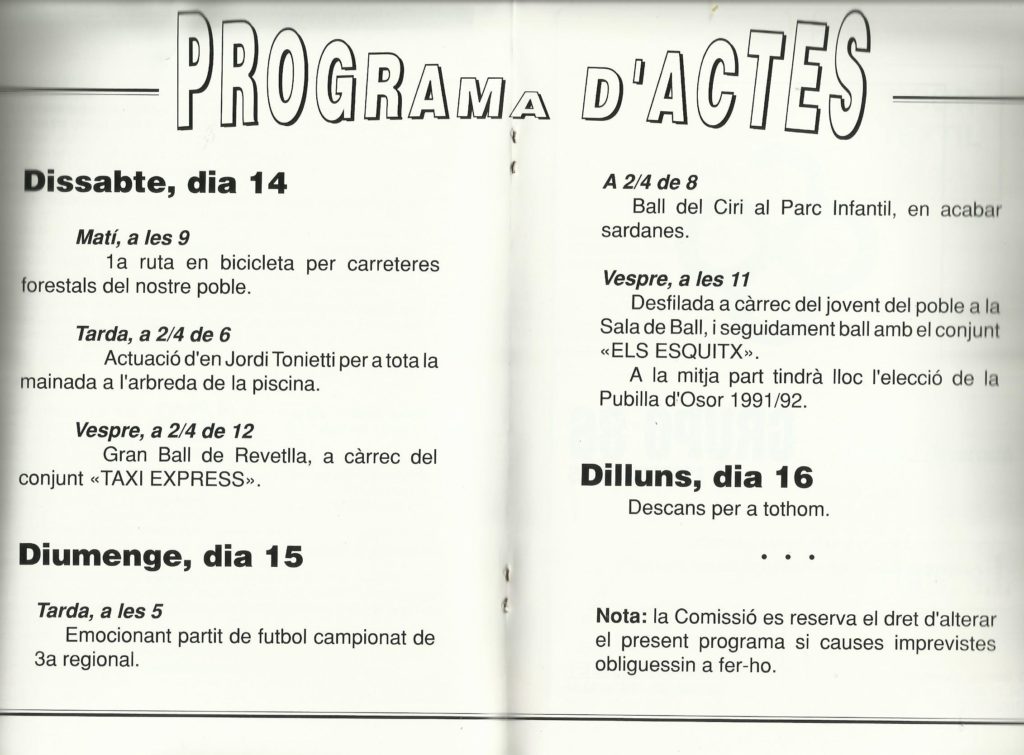 PROGRAMA D'ACTES
Dissabte, dia 14
Matí, a les 9
1a ruta en bicicleta per carreteres
forestals del nostre poble.
Tarda, a 2/4 de 6
Actuació d'en Jordi Tonietti per a tota la
mainada a l'arbreda de la piscina.
Vespre, a 2/4 de 12
Gran Ball de Revetlla, a càrrec del
conjunt «TAXI EXPRESS».
Diumenge, dia 15
Tarda, a les 5
Emocionant partit de futbol campionat de
3a regional.
A 2/4 de 8
Ball del Ciri al Parc Infantil, en acabar
sardanes.
Vespre, a les 11
Desfilada a càrrec del jovent del poble a la
Sala de Ball, i seguidament ball amb el conjunt
«ELS ESQUITX».
A la mitja part tindrà lloc l'elecció de la
Pubilla d'Osor 1991/92.
Dilluns, dia 16
Descans per a tothom.
• • •
Nota: la Comissió es reserva el dret d'alterar
el present programa si causes imprevistes
obliguessin a fer-ho.